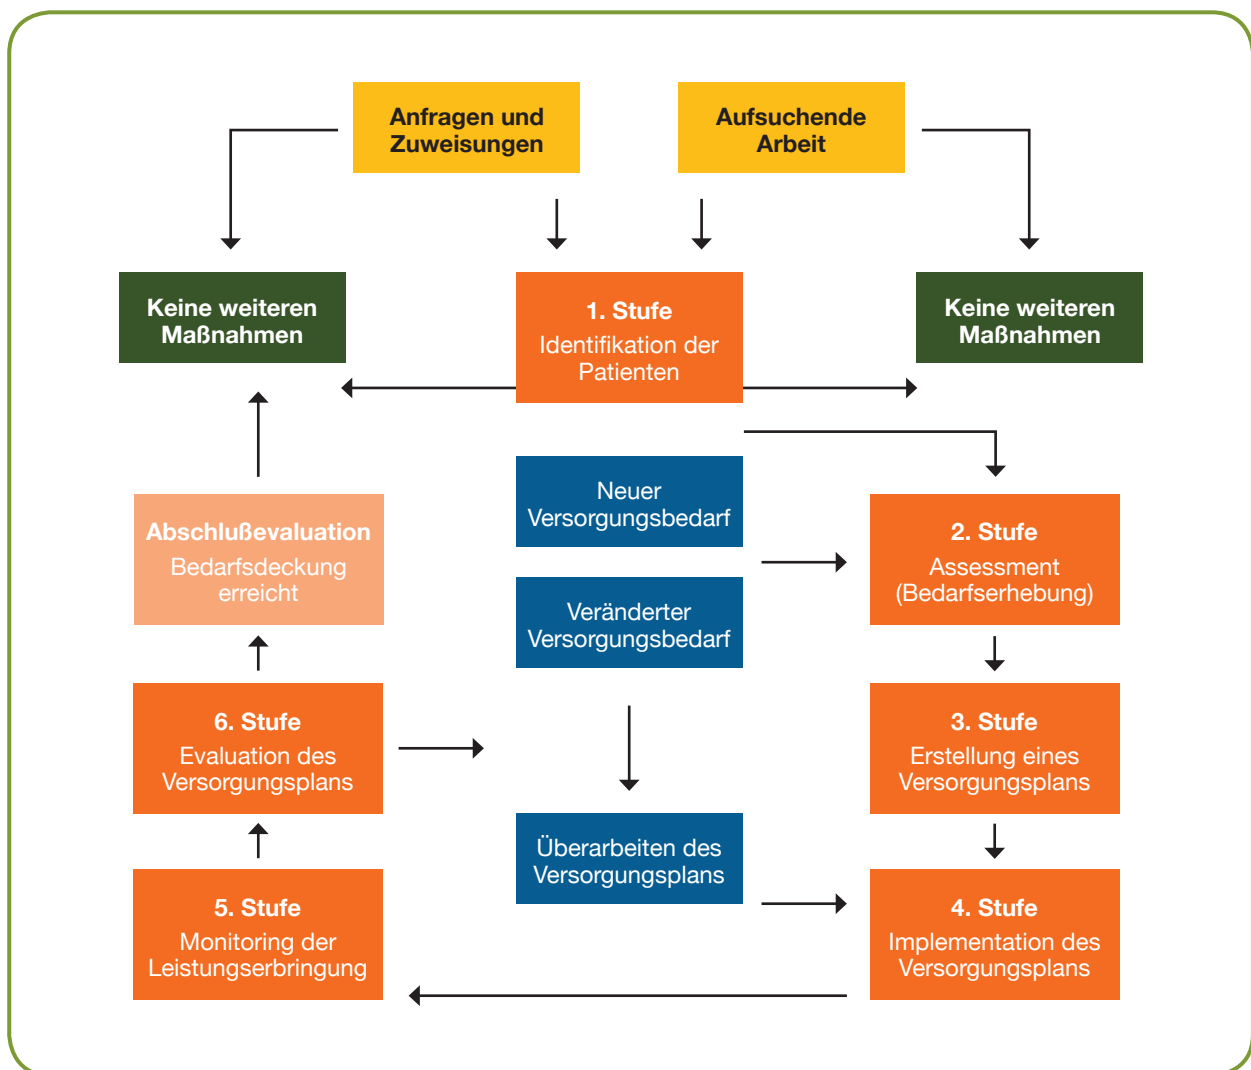 Anfragen und
Zuweisungen
Aufsuchende
Arbeit
Keine weiteren
Maßnahmen
1. Stufe
Identifikation der
Patienten
Keine weiteren
Maßnahmen
Neuer
Versorgungsbedarf
Abschlußevaluation
Bedarfsdeckung
erreicht
2. Stufe
Assessment
(Bedarfserhebung)
Veränderter
Versorgungsbedarf
6. Stufe
Evaluation des
Versorgungsplans
3. Stufe
Erstellung eines
Versorgungsplans
Überarbeiten des
Versorgungsplans
5. Stufe
Monitoring der
Leistungserbringung
4. Stufe
Implementation des
Versorgungsplans